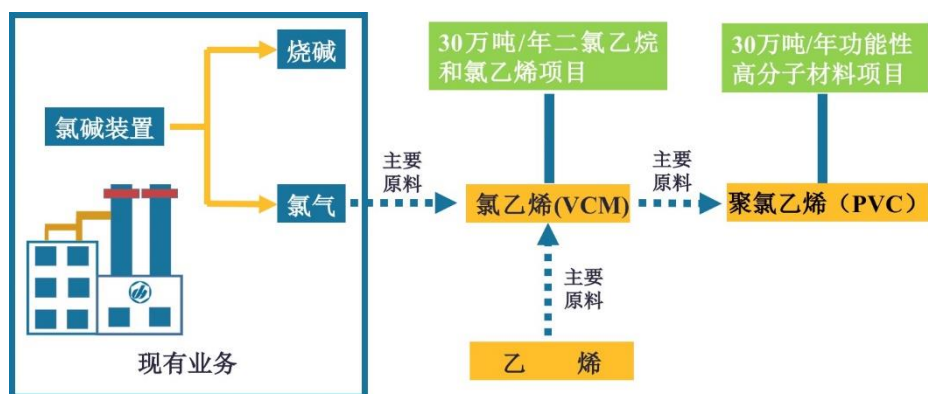 烧碱
氯碱装置
氯气
现有业务
主要
原料
30万吨/年二氯乙烷
和氯乙烯项目
氯乙烯(VCM)
主要
原料
乙 烯
主要
原料
30万吨/年功能性
高分子材料项目
聚氯乙烯（PVC）